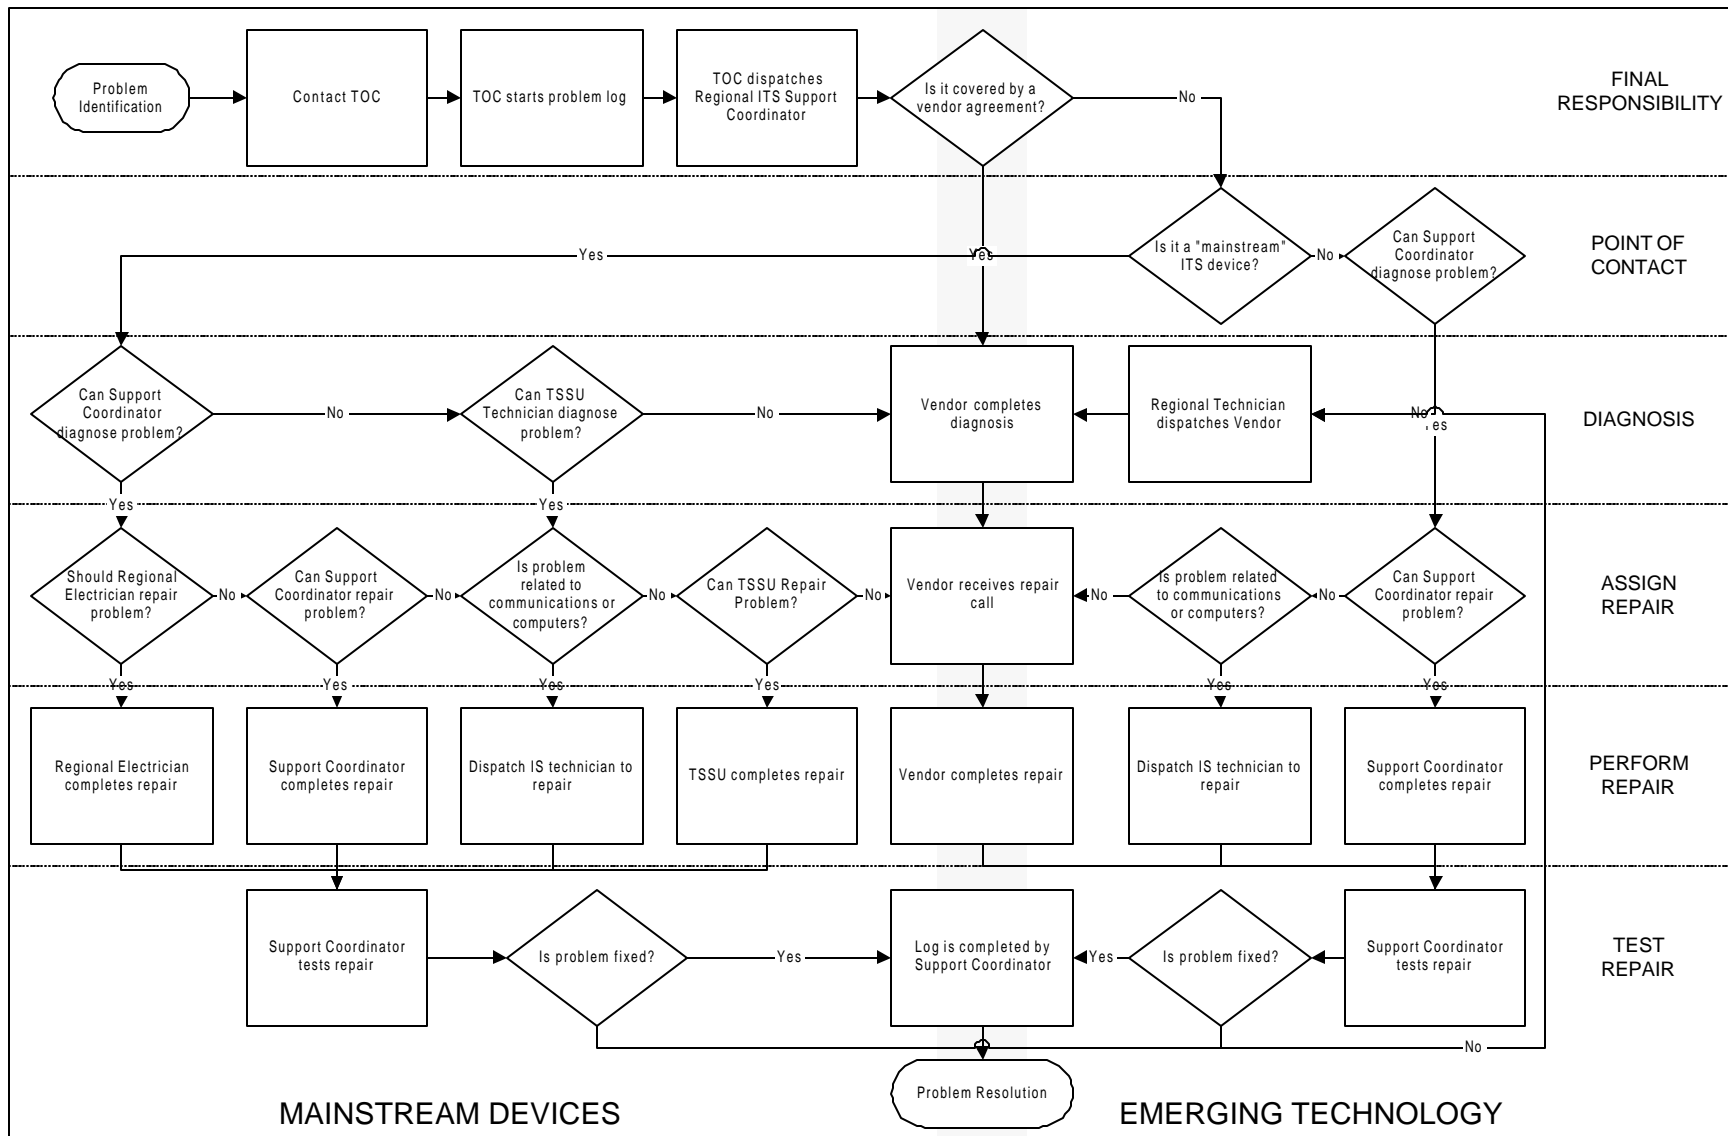 Problem
Identification
Contact TOC
TOC starts problem log
TOC dispatches
Regional ITS Support
Coordinator
Is it covered by a
vendor agreement?
No
FINAL
RESPONSIBILITY
Yes
Yes
Is it a "mainstream"
ITS device?
No
Can Support
Coordinator
diagnose problem?
POINT OF
CONTACT
Can Support
Coordinator
diagnose problem?
No
Can TSSU
Technician diagnose
problem?
No
Vendor completes
diagnosis
Regional Technician
dispatches Vendor
No
Yes
DIAGNOSIS
Yes
Yes
Should Regional
Electrician repair
problem?
No
Can Support
Coordinator repair
problem?
No
Is problem
related to
communications or
computers?
No
Can TSSU Repair
Problem?
No
Vendor receives repair
call
No
Is problem related
to communications
or computers?
No
Can Support
Coordinator repair
problem?
ASSIGN
REPAIR
Yes
Yes
Yes
Yes
Yes
Yes
Regional Electrician
completes repair
Support Coordinator
completes repair
Dispatch IS technician to
repair
TSSU completes repair
Vendor completes repair
Dispatch IS technician to
repair
Support Coordinator
completes repair
PERFORM
REPAIR
Support Coordinator
tests repair
Is problem fixed?
Yes
Log is completed by
Support Coordinator
Yes
Is problem fixed?
Support Coordinator
tests repair
TEST
REPAIR
No
Problem Resolution
MAINSTREAM DEVICES
EMERGING TECHNOLOGY